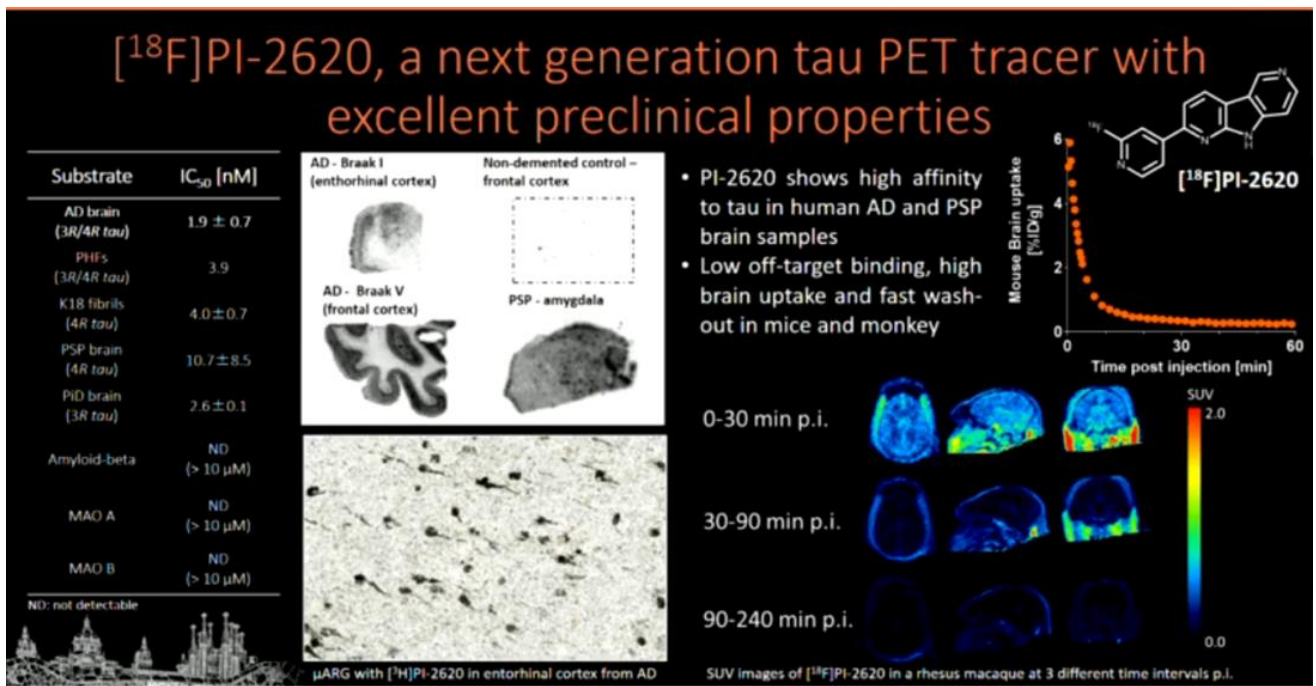 [¹⁸F]PI-2620, a next generation tau PET tracer with
excellent preclinical properties
Substrate IC₅₀ [nM]
AD brain
(3R/4R tau)
1.9 ± 0.7
PHFs
(3R/4R tau)
3.9
K18 fibrils
(4R tau)
4.0±0.7
PSP brain
(4R tau)
10.7±8.5
PiD brain
(3R tau)
2.6±0.1
Amyloid-beta
ND
(> 10 µM)
MAO A
ND
(> 10 µM)
MAO B
ND
(> 10 µM)
ND: not detectable
AD - Braak I
(enthorhinal cortex)
Non-demented control –
frontal cortex
AD - Braak V
(frontal cortex)
PSP - amygdala
µARG with [³H]PI-2620 in entorhinal cortex from AD
• PI-2620 shows high affinity
to tau in human AD and PSP
brain samples
• Low off-target binding, high
brain uptake and fast wash-
out in mice and monkey
¹⁸F
N
N
N
H
N
[¹⁸F]PI-2620
Mouse Brain uptake
[%ID/g]
6
4
2
0
0 30 60
Time post injection [min]
0-30 min p.i.
30-90 min p.i.
90-240 min p.i.
SUV
2.0
0.0
SUV images of [¹⁸F]PI-2620 in a rhesus macaque at 3 different time intervals p.i.